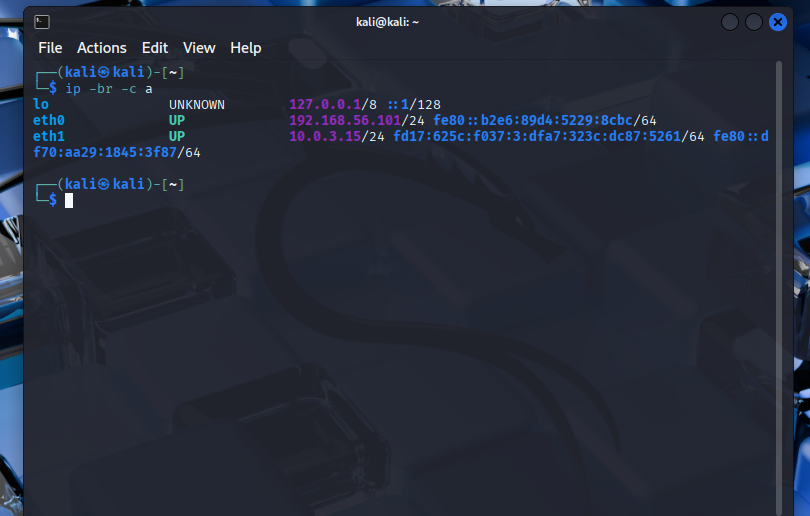 kali@kali: ~
File Actions Edit View Help
┌──(kali㉿kali)-[~]
└─$ ip -br -c a
lo UNKNOWN 127.0.0.1/8 ::1/128
eth0 UP 192.168.56.101/24 fe80::b2e6:89d4:5229:8cbc/64
eth1 UP 10.0.3.15/24 fd17:625c:f037:3:dfa7:323c:dc87:5261/64 fe80::d
f70:aa29:1845:3f87/64
┌──(kali㉿kali)-[~]
└─$